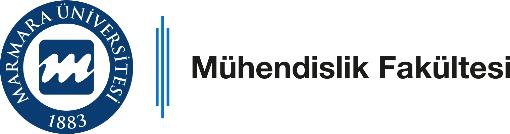 MARMARA ÜNİVERSİTESİ
m
1883
Mühendislik Fakültesi